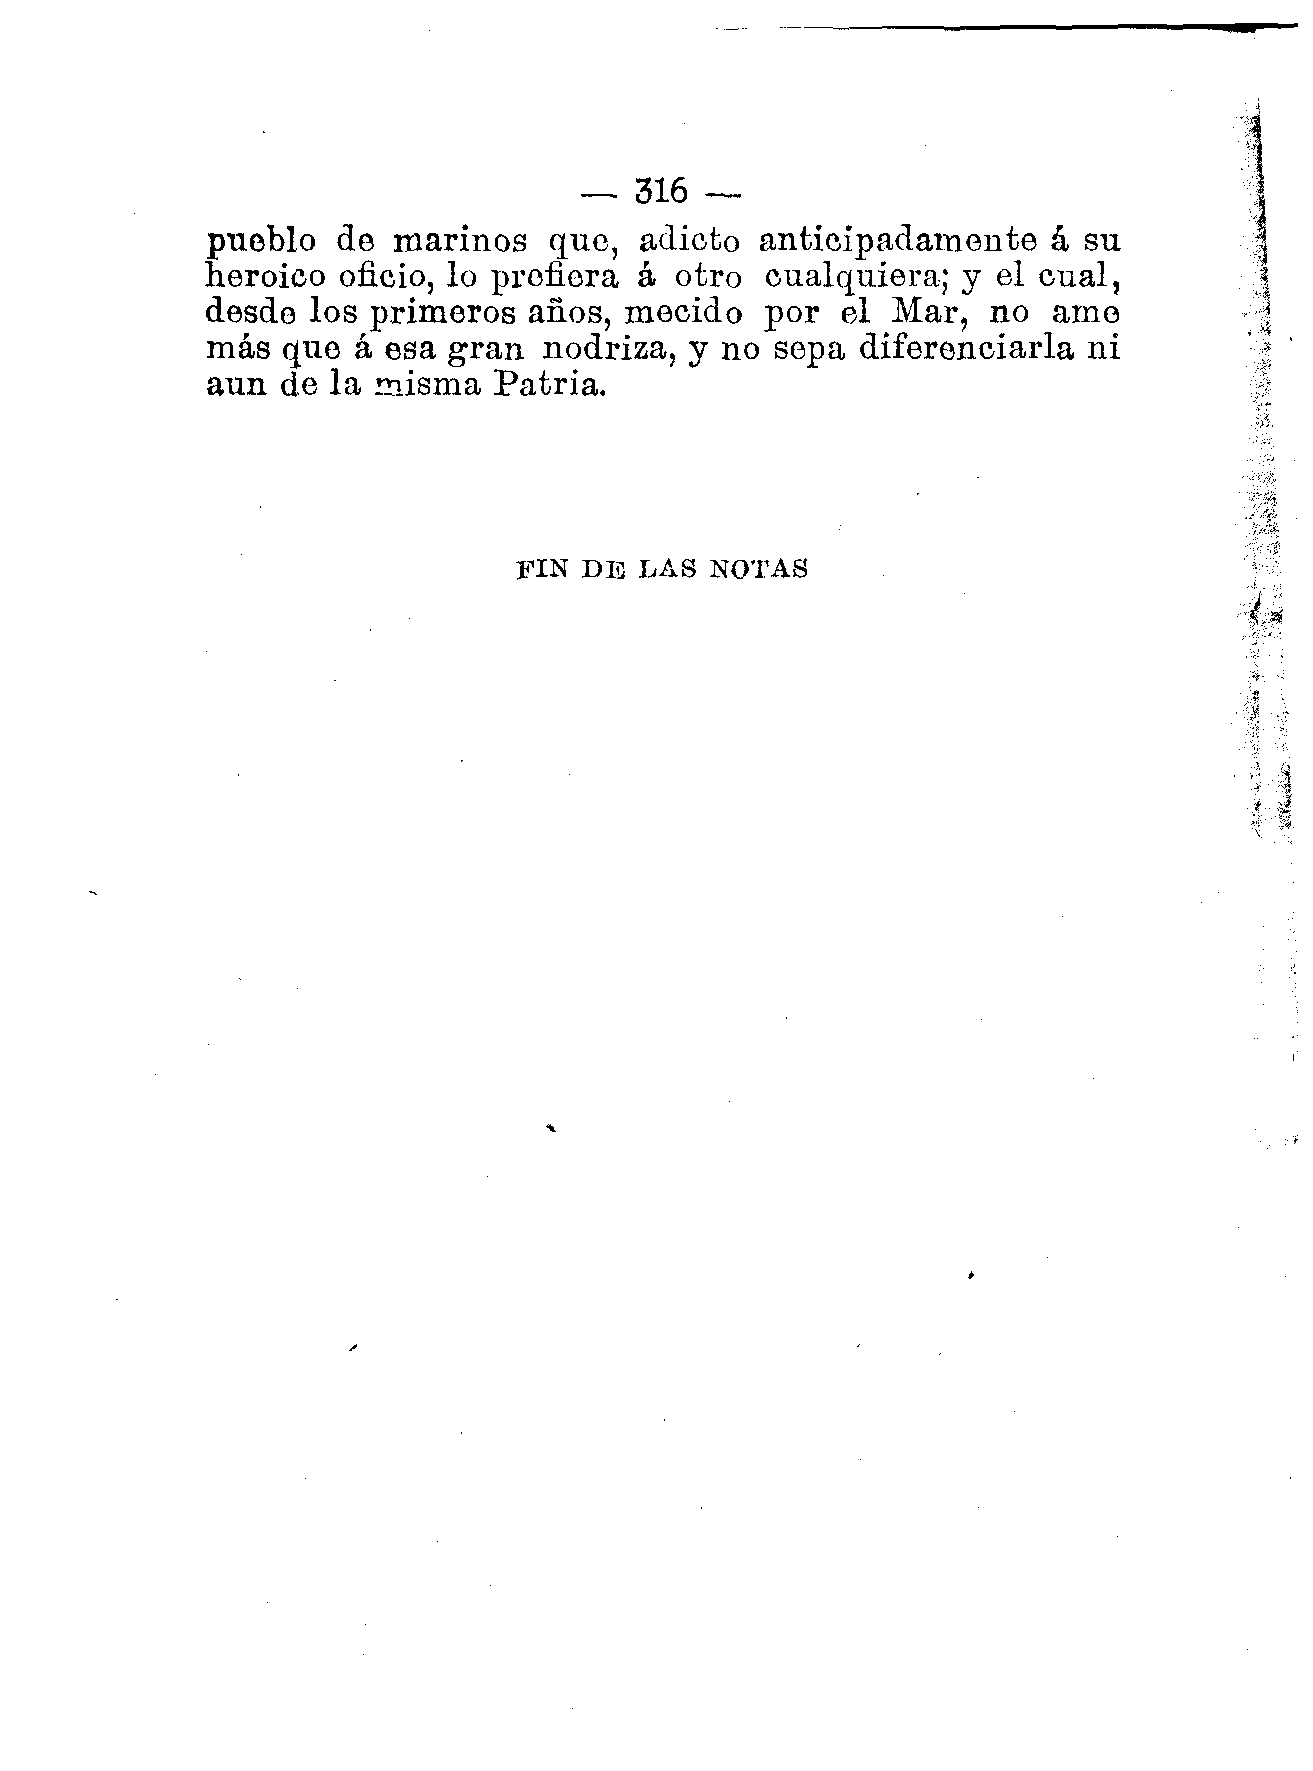 — 316 —
pueblo de marinos que, adicto anticipadamente á su
heroico oficio, lo prefiera á otro cualquiera; y el cual,
desde los primeros años, mecido por el Mar, no ame
más que á esa gran nodriza, y no sepa diferenciarla ni
aun de la misma Patria.
FIN DE LAS NOTAS